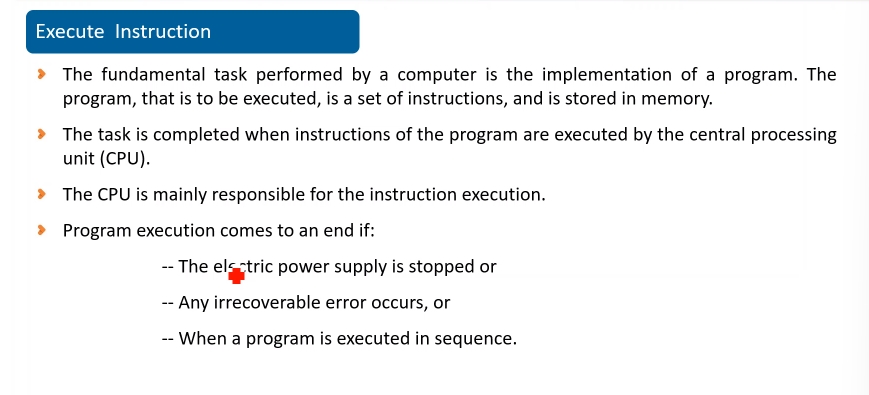 Execute Instruction
The fundamental task performed by a computer is the implementation of a program. The
program, that is to be executed, is a set of instructions, and is stored in memory.
The task is completed when instructions of the program are executed by the central processing
unit (CPU).
The CPU is mainly responsible for the instruction execution.
Program execution comes to an end if:
-- The electric power supply is stopped or
-- Any irrecoverable error occurs, or
-- When a program is executed in sequence.